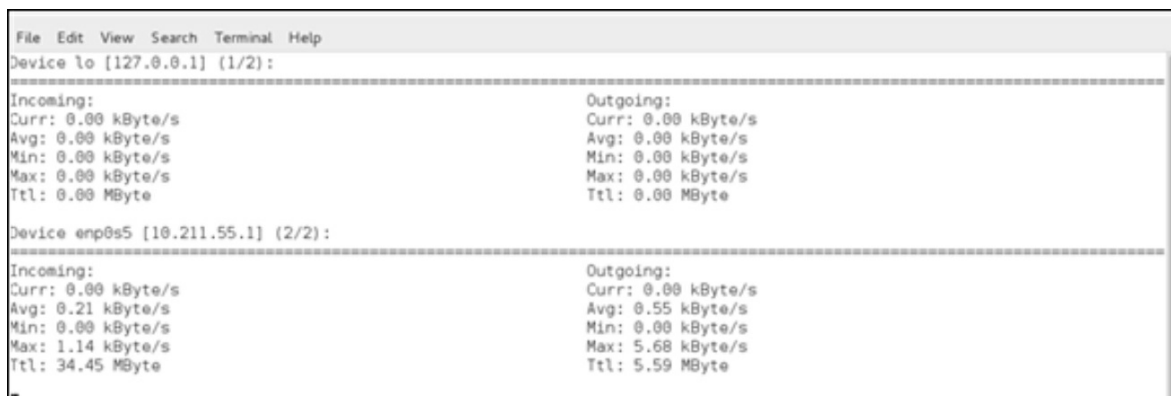 File Edit View Search Terminal Help
Device lo [127.0.0.1] (1/2):
================================================================================
Incoming: Outgoing:
Curr: 0.00 kByte/s Curr: 0.00 kByte/s
Avg: 0.00 kByte/s Avg: 0.00 kByte/s
Min: 0.00 kByte/s Min: 0.00 kByte/s
Max: 0.00 kByte/s Max: 0.00 kByte/s
Ttl: 0.00 MByte Ttl: 0.00 MByte
Device enp0s5 [10.211.55.1] (2/2):
================================================================================
Incoming: Outgoing:
Curr: 0.00 kByte/s Curr: 0.00 kByte/s
Avg: 0.21 kByte/s Avg: 0.55 kByte/s
Min: 0.00 kByte/s Min: 0.00 kByte/s
Max: 1.14 kByte/s Max: 5.68 kByte/s
Ttl: 34.45 MByte Ttl: 5.59 MByte